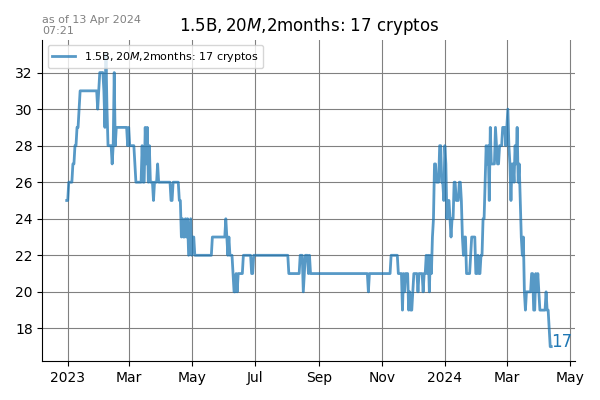 as of 13 Apr 2024
07:21
1.5B, 20M,2months: 17 cryptos
1.5B, 20M,2months: 17 cryptos
32
30
28
26
24
22
20
18
17
2023
Mar
May
Jul
Sep
Nov
2024
Mar
May